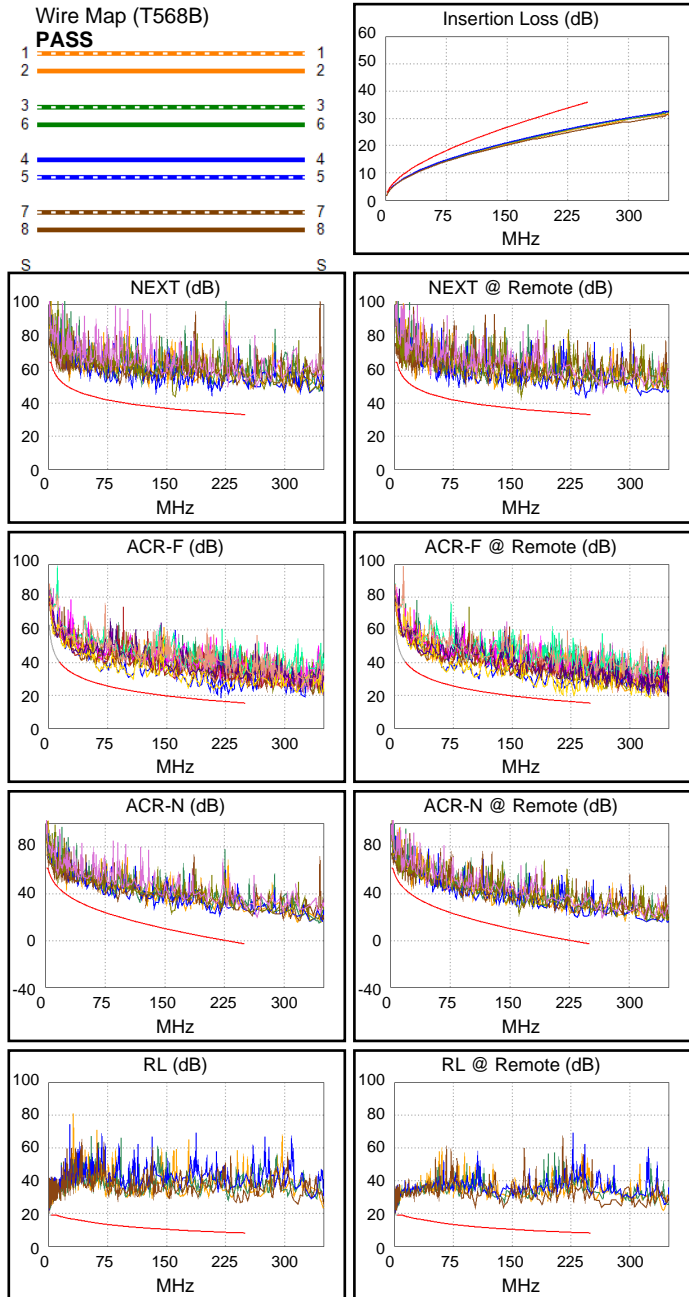 Wire Map (T568B)
PASS
1 1
2 2
3 3
6 6
4 4
5 5
7 7
8 8
S S
Insertion Loss (dB)
60
50
40
30
20
10
0
0 75 150 225 300
MHz
NEXT (dB)
100
80
60
40
20
0
0 75 150 225 300
MHz
NEXT @ Remote (dB)
100
80
60
40
20
0
0 75 150 225 300
MHz
ACR-F (dB)
100
80
60
40
20
0
0 75 150 225 300
MHz
ACR-F @ Remote (dB)
100
80
60
40
20
0
0 75 150 225 300
MHz
ACR-N (dB)
80
40
0
-40
0 75 150 225 300
MHz
ACR-N @ Remote (dB)
80
40
0
-40
0 75 150 225 300
MHz
RL (dB)
100
80
60
40
20
0
0 75 150 225 300
MHz
RL @ Remote (dB)
100
80
60
40
20
0
0 75 150 225 300
MHz